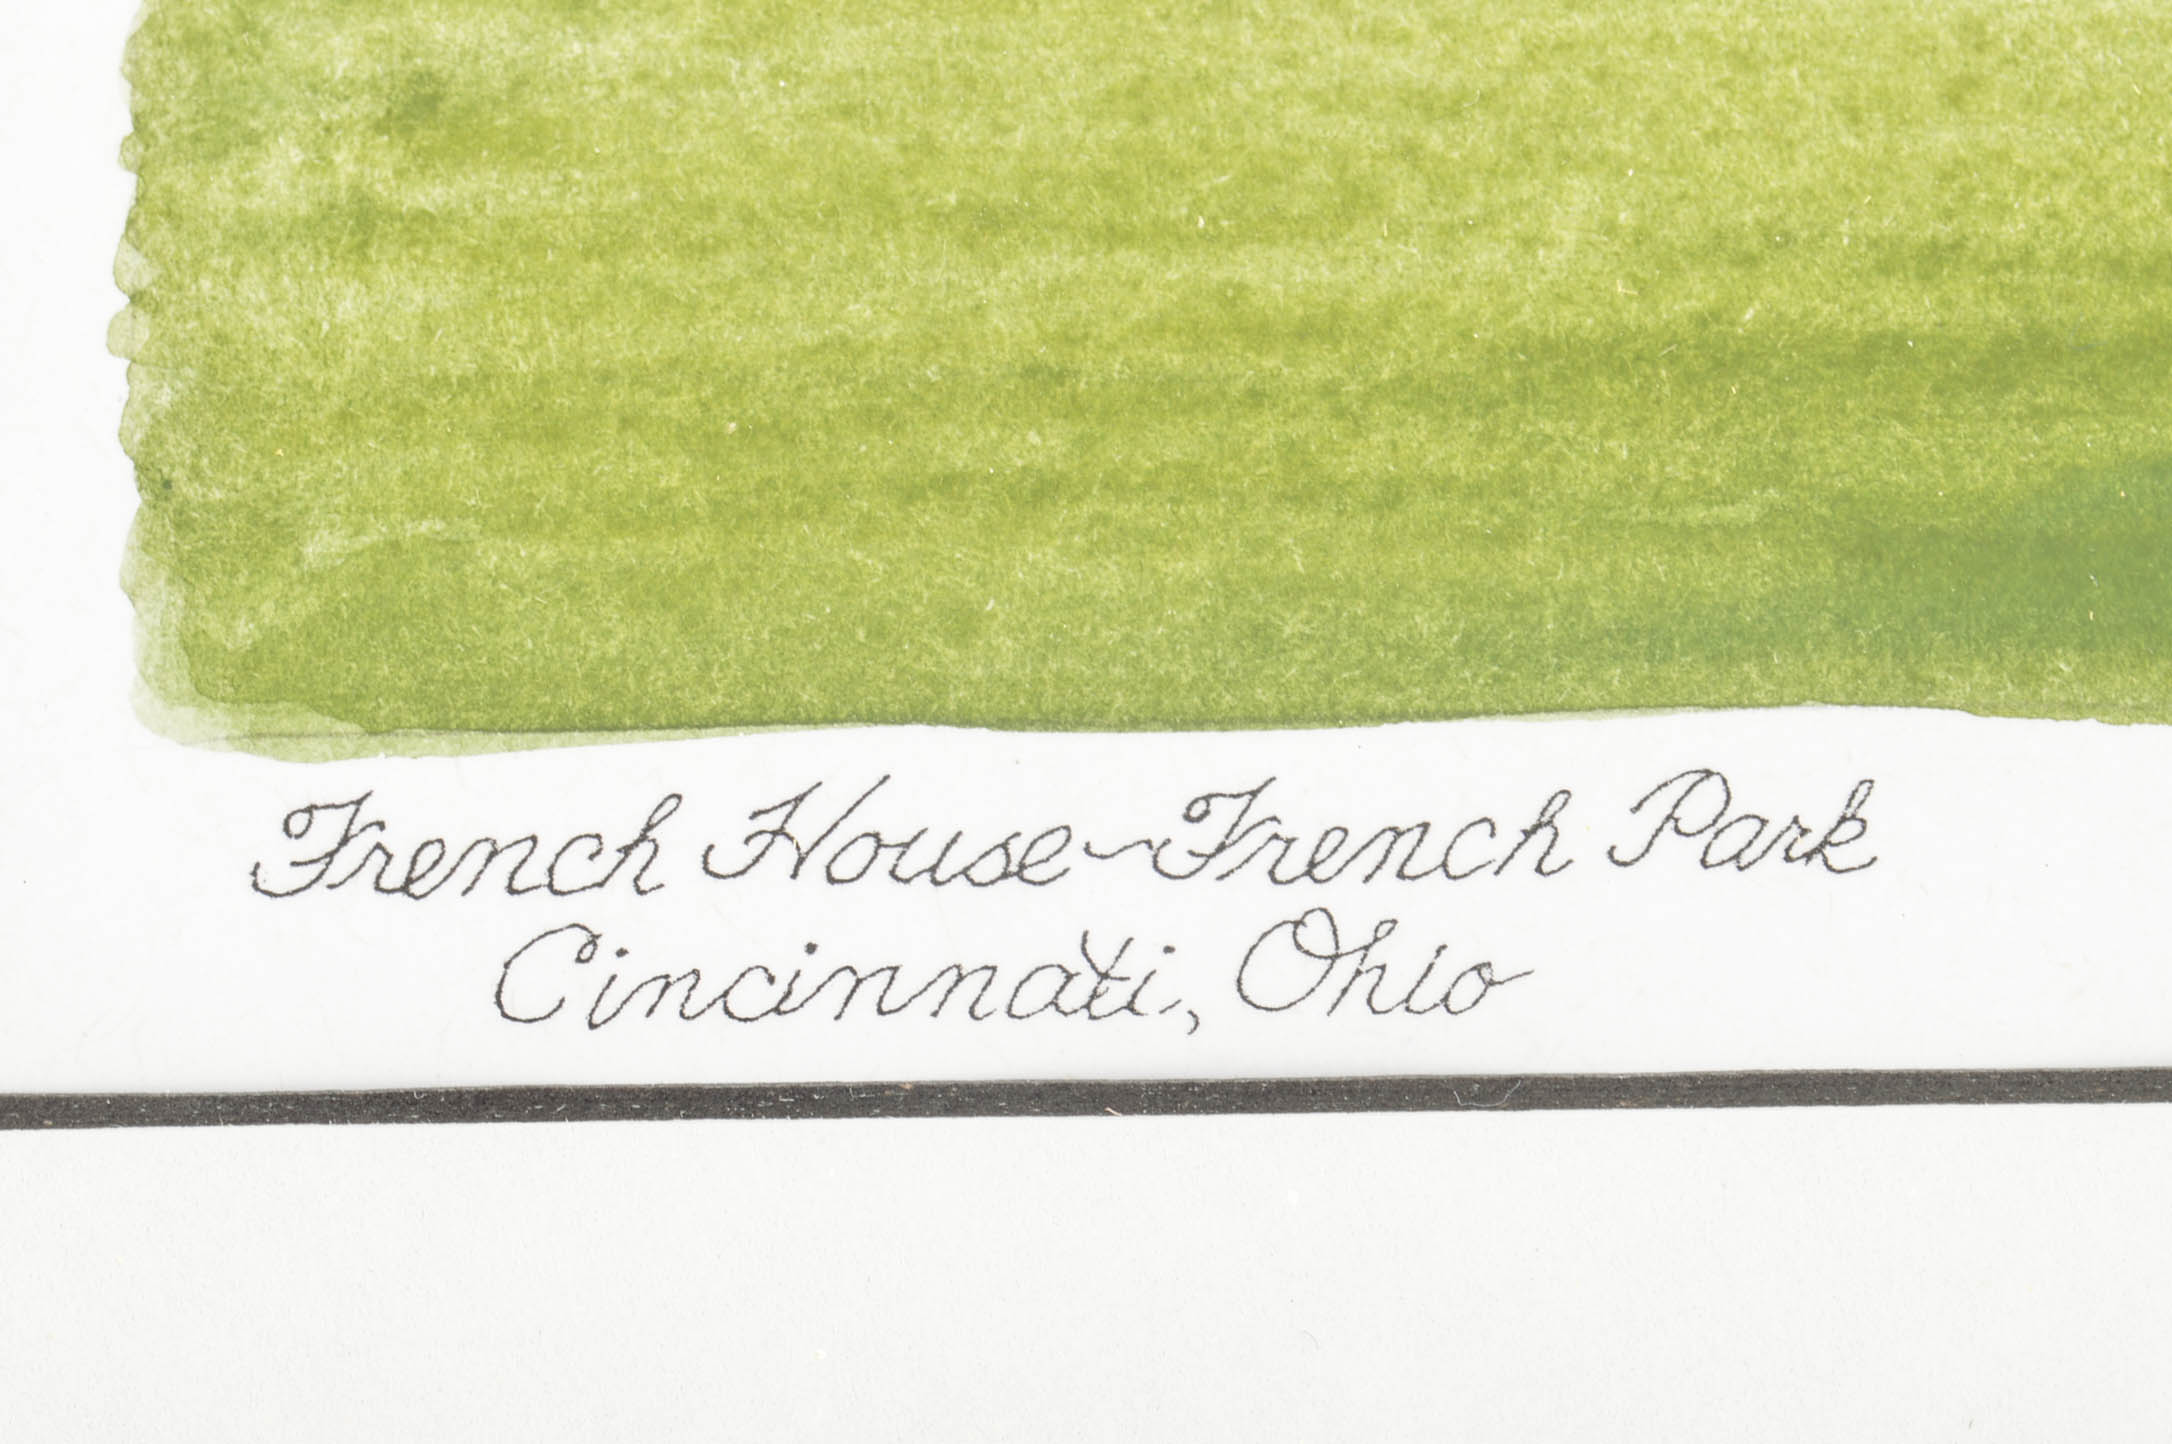 French House ~ French Park
Cincinnati, Ohio